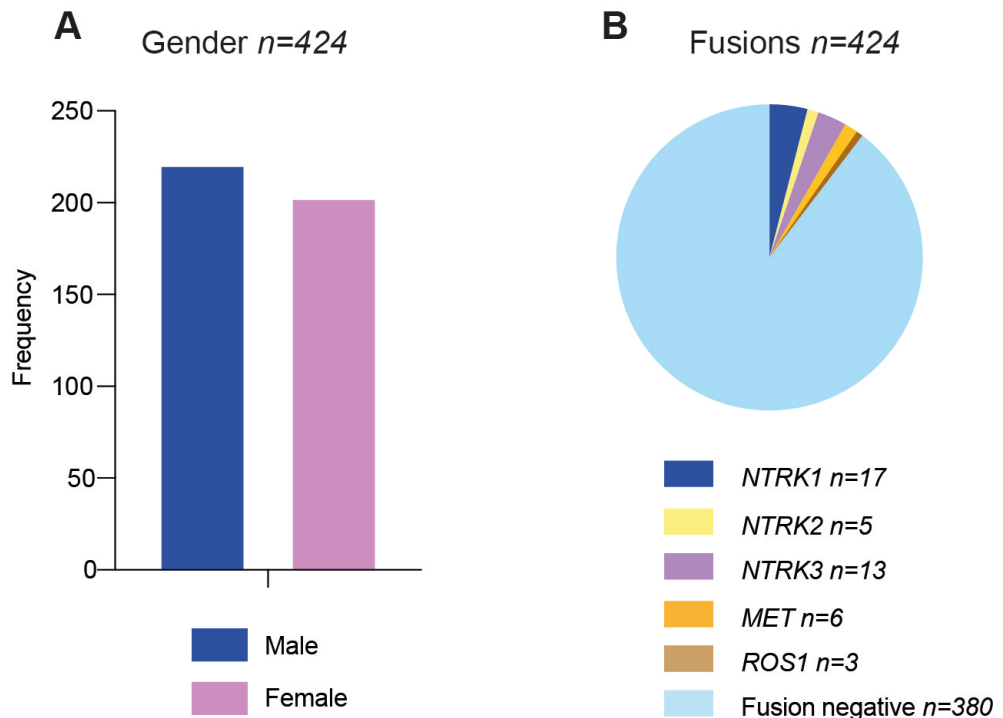 A
Gender n=424
250
200
150
100
50
0
Frequency
Male
Female
B
Fusions n=424
NTRK1 n=17
NTRK2 n=5
NTRK3 n=13
MET n=6
ROS1 n=3
Fusion negative n=380